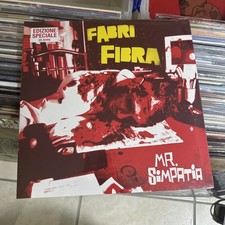 EDIZIONE
SPECIALE
FABRI
FIBRA
MR.
SiMPATiA